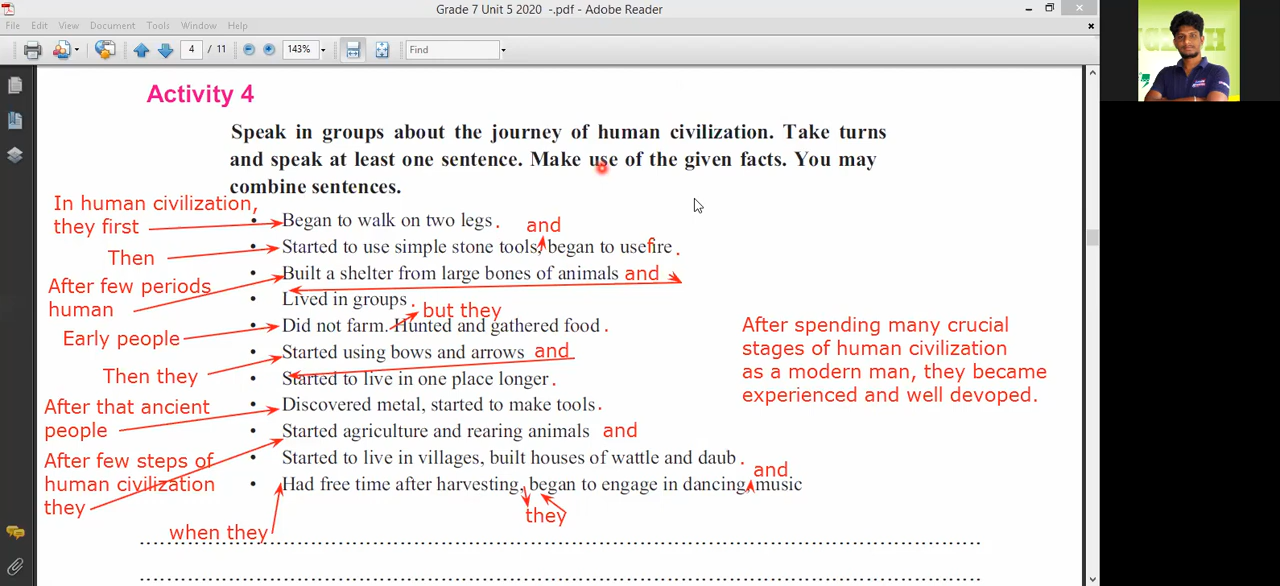 Grade 7 Unit 5 2020 -.pdf - Adobe Reader
File Edit View Document Tools Window Help
4 / 11 143% Find
Activity 4
Speak in groups about the journey of human civilization. Take turns
and speak at least one sentence. Make use of the given facts. You may
combine sentences.
In human civilization,
they first
• Began to walk on two legs .
and
Then
• Started to use simple stone tools, began to use fire .
After few periods
human
• Built a shelter from large bones of animals and
• Lived in groups .
but they
Early people
• Did not farm. Hunted and gathered food .
Then they
• Started using bows and arrows and
• Started to live in one place longer .
After that ancient
people
• Discovered metal, started to make tools .
• Started agriculture and rearing animals and
After few steps of
human civilization
they
• Started to live in villages, built houses of wattle and daub .
and
• Had free time after harvesting, began to engage in dancing music
they
when they
After spending many crucial
stages of human civilization
as a modern man, they became
experienced and well devoped.